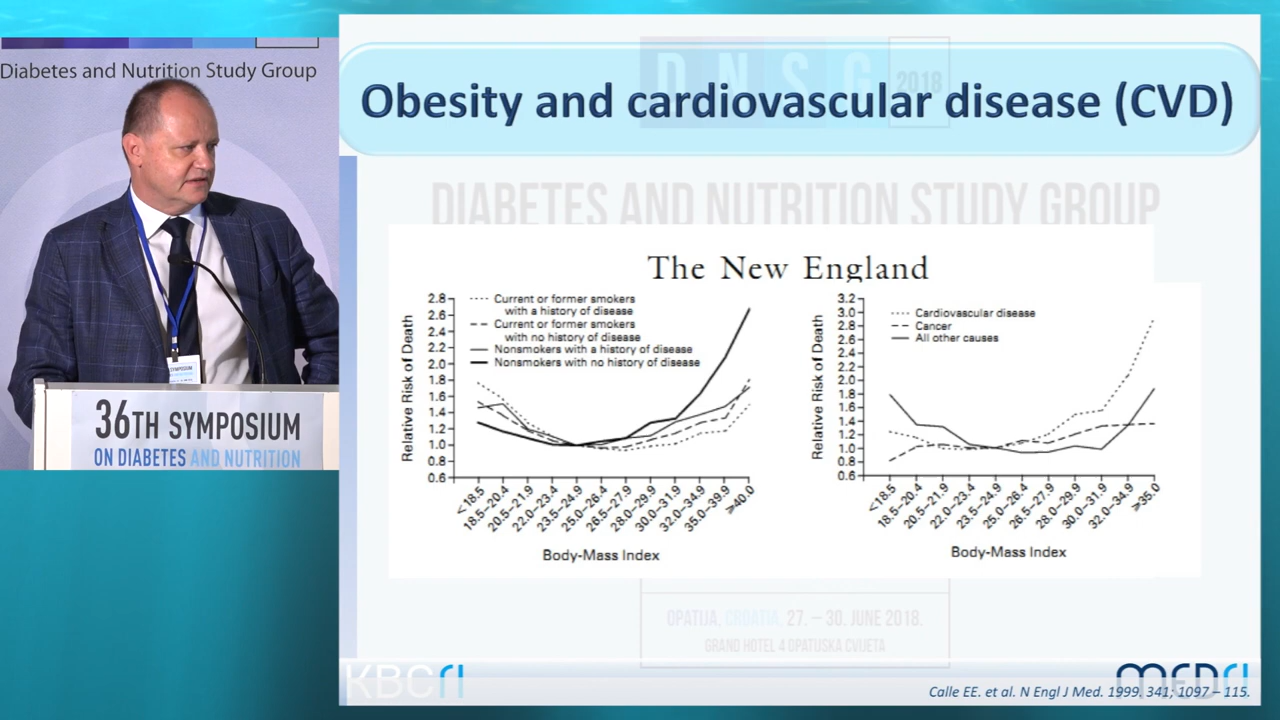 Diabetes and Nutrition Study Group
SYMPOSIUM
36TH SYMPOSIUM
ON DIABETES AND NUTRITION
DNSG 2018
Obesity and cardiovascular disease (CVD)
DIABETES AND NUTRITION STUDY GROUP
The New England
2.8
2.6
2.4
2.2
2.0
1.8
1.6
1.4
1.2
1.0
0.8
0.6
Relative Risk of Death
Current or former smokers
with a history of disease
Current or former smokers
with no history of disease
Nonsmokers with a history of disease
Nonsmokers with no history of disease
<18.5
18.5–20.4
20.5–21.9
22.0–23.4
23.5–24.9
25.0–26.4
26.5–27.9
28.0–29.9
30.0–31.9
32.0–34.9
35.0–39.9
≥40.0
Body-Mass Index
3.2
3.0
2.8
2.6
2.4
2.2
2.0
1.8
1.6
1.4
1.2
1.0
0.8
0.6
Relative Risk of Death
Cardiovascular disease
Cancer
All other causes
<18.5
18.5–20.4
20.5–21.9
22.0–23.4
23.5–24.9
25.0–26.4
26.5–27.9
28.0–29.9
30.0–31.9
32.0–34.9
≥35.0
Body-Mass Index
OPATIJA, CROATIA, 27. – 30. JUNE 2018.
GRAND HOTEL 4 OPATIJSKA CVIJETA
KBCRI
MEDRI
Calle EE. et al. N Engl J Med. 1999. 341; 1097 – 115.